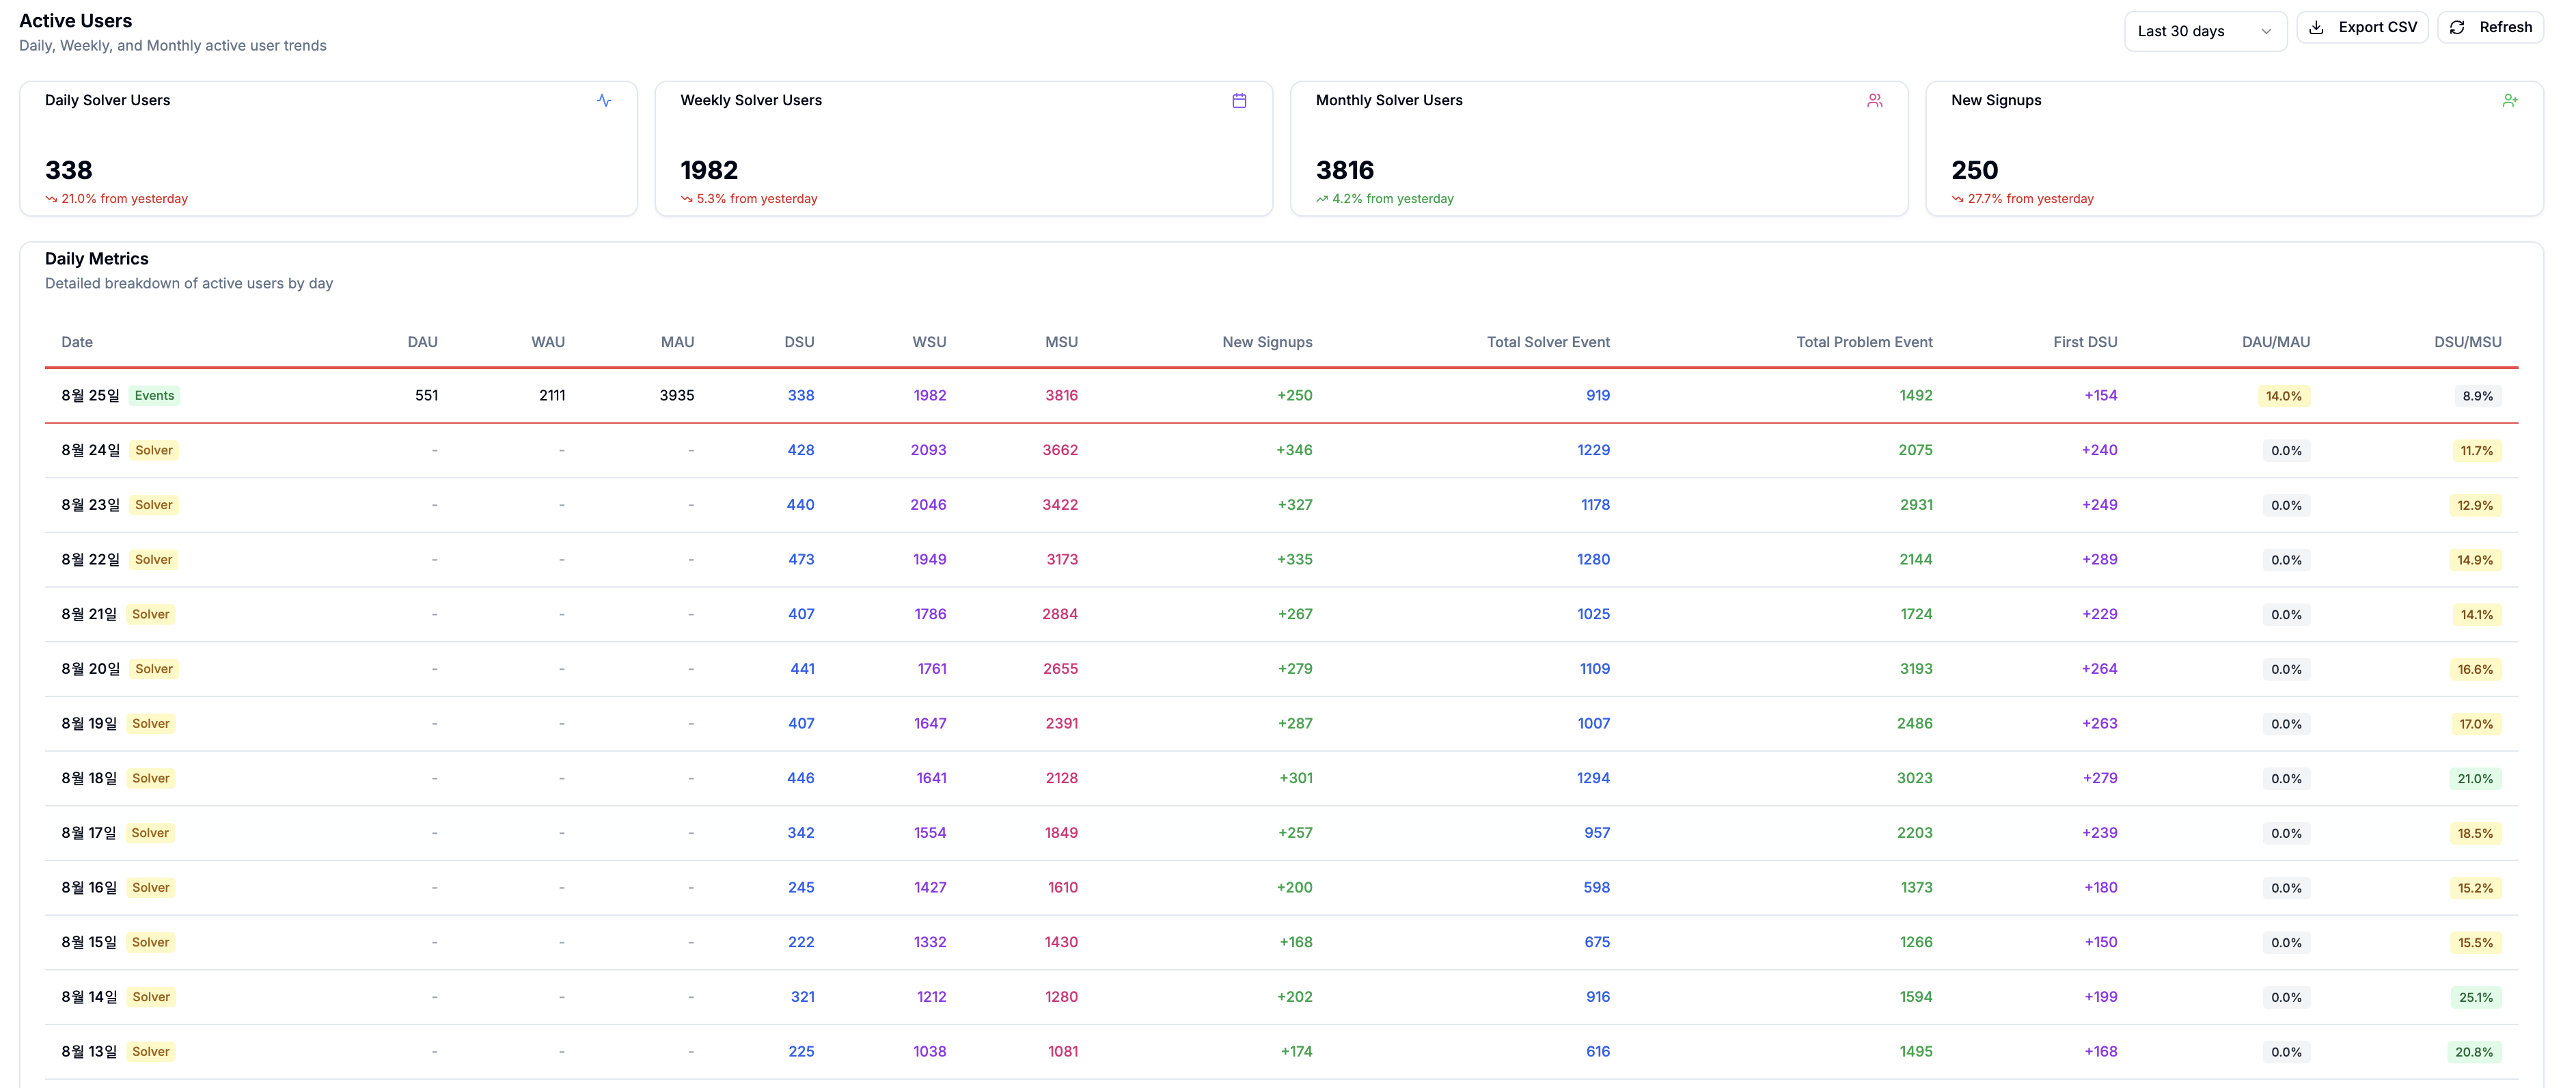 Active Users
Daily, Weekly, and Monthly active user trends
Last 30 days
Export CSV
Refresh
Daily Solver Users
338
21.0% from yesterday
Weekly Solver Users
1982
5.3% from yesterday
Monthly Solver Users
3816
4.2% from yesterday
New Signups
250
27.7% from yesterday
Daily Metrics
Detailed breakdown of active users by day
Date DAU WAU MAU DSU WSU MSU New Signups Total Solver Event Total Problem Event First DSU DAU/MAU DSU/MSU
8월 25일 Events 551 2111 3935 338 1982 3816 +250 919 1492 +154 14.0% 8.9%
8월 24일 Solver - - - 428 2093 3662 +346 1229 2075 +240 0.0% 11.7%
8월 23일 Solver - - - 440 2046 3422 +327 1178 2931 +249 0.0% 12.9%
8월 22일 Solver - - - 473 1949 3173 +335 1280 2144 +289 0.0% 14.9%
8월 21일 Solver - - - 407 1786 2884 +267 1025 1724 +229 0.0% 14.1%
8월 20일 Solver - - - 441 1761 2655 +279 1109 3193 +264 0.0% 16.6%
8월 19일 Solver - - - 407 1647 2391 +287 1007 2486 +263 0.0% 17.0%
8월 18일 Solver - - - 446 1641 2128 +301 1294 3023 +279 0.0% 21.0%
8월 17일 Solver - - - 342 1554 1849 +257 957 2203 +239 0.0% 18.5%
8월 16일 Solver - - - 245 1427 1610 +200 598 1373 +180 0.0% 15.2%
8월 15일 Solver - - - 222 1332 1430 +168 675 1266 +150 0.0% 15.5%
8월 14일 Solver - - - 321 1212 1280 +202 916 1594 +199 0.0% 25.1%
8월 13일 Solver - - - 225 1038 1081 +174 616 1495 +168 0.0% 20.8%